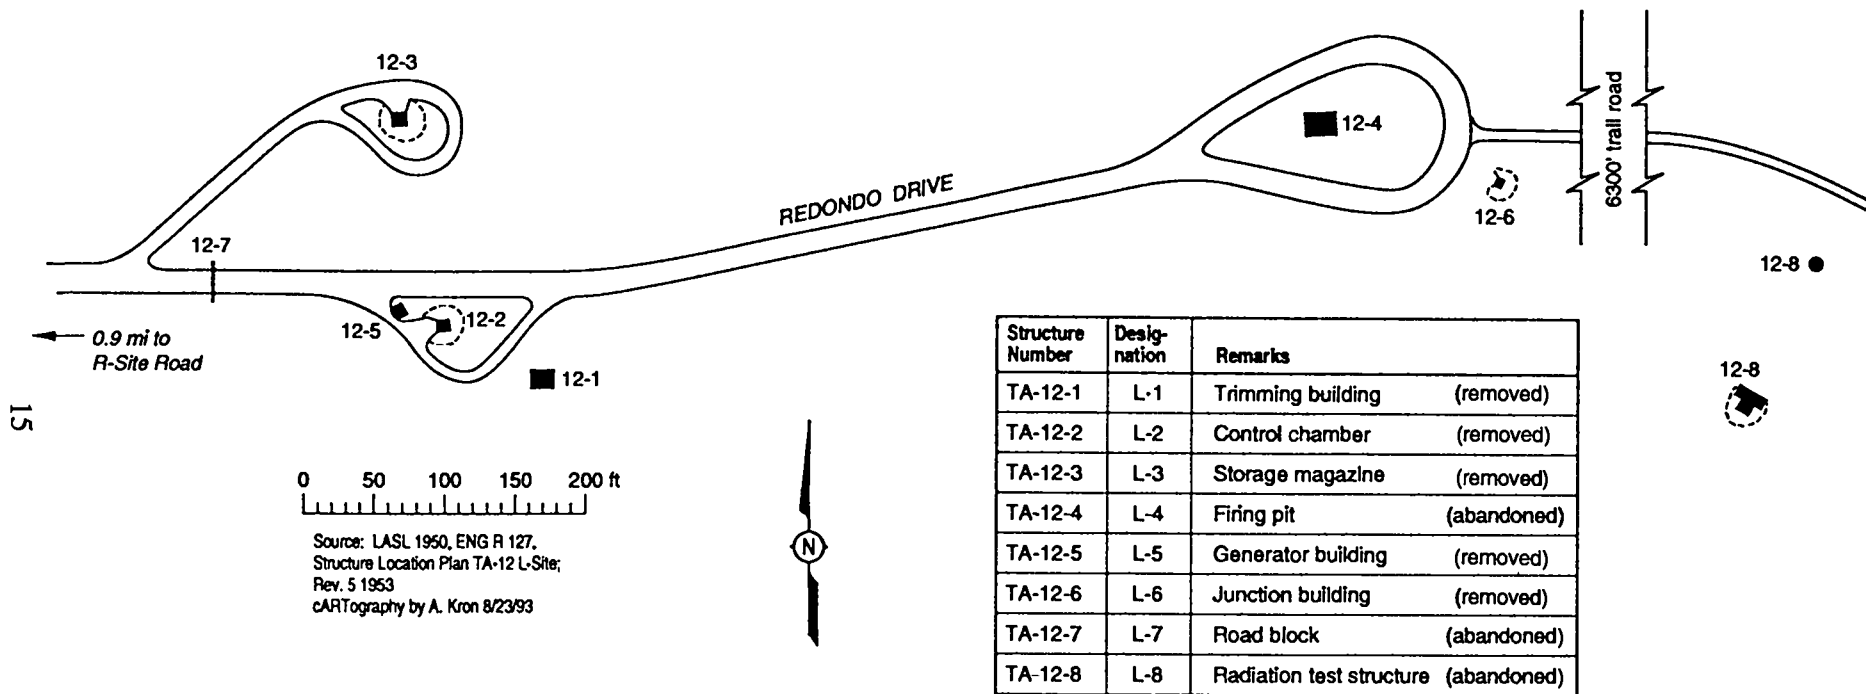 12-3
12-4
6300' trail road
REDONDO DRIVE
12-6
12-7
12-8
12-5
12-2
0.9 mi to
R-Site Road
12-1
12-8
15
0 50 100 150 200 ft
Source: LASL 1950, ENG R 127,
Structure Location Plan TA-12 L-Site;
Rev. 5 1953
cARTography by A. Kron 8/23/93
N
Structure Number Desig-nation Remarks
TA-12-1 L-1 Trimming building (removed)
TA-12-2 L-2 Control chamber (removed)
TA-12-3 L-3 Storage magazine (removed)
TA-12-4 L-4 Firing pit (abandoned)
TA-12-5 L-5 Generator building (removed)
TA-12-6 L-6 Junction building (removed)
TA-12-7 L-7 Road block (abandoned)
TA-12-8 L-8 Radiation test structure (abandoned)